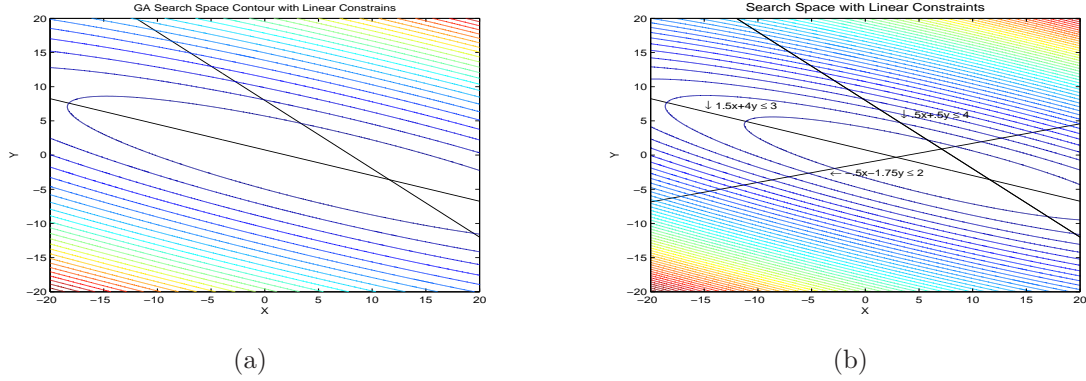 GA Search Space Contour with Linear Constrains
20
15
10
5
0
−5
−10
−15
−20
Y
−20 −15 −10 −5 0 5 10 15 20
X
(a)
Search Space with Linear Constraints
20
15
10
5
0
−5
−10
−15
−20
Y
↓ 1.5x+4y ≤ 3
↓ .5x+.5y ≤ 4
← −.5x−1.75y ≤ 2
−20 −15 −10 −5 0 5 10 15 20
X
(b)